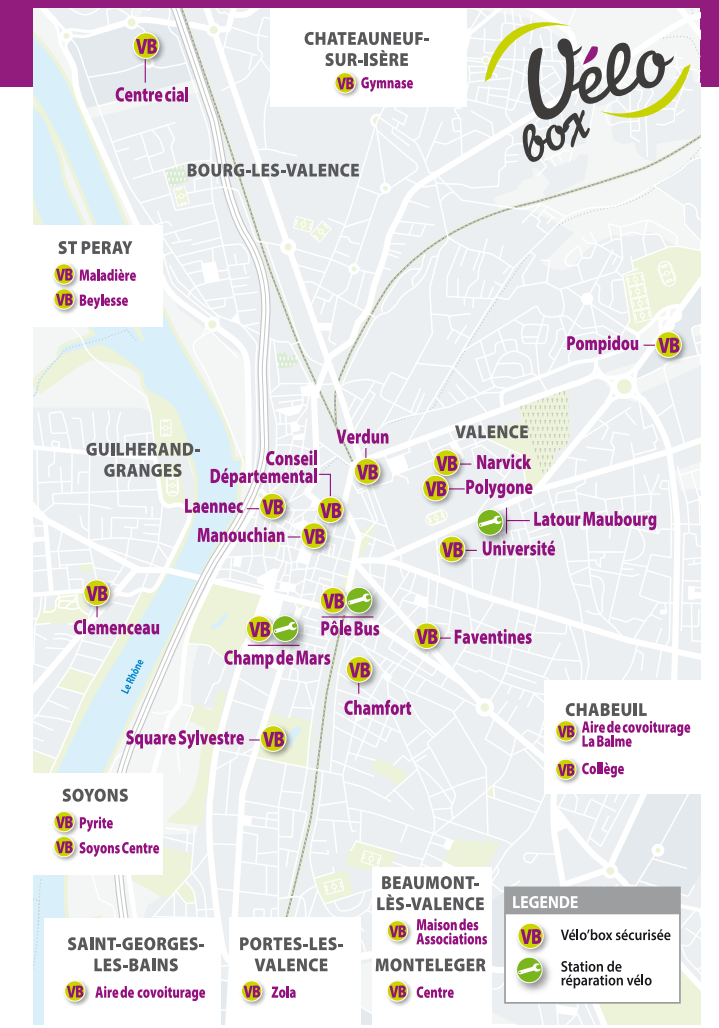 VB
Centre cial
CHATEAUNEUF-
SUR-ISÈRE
VB Gymnase
Vélo
box
BOURG-LES-VALENCE
ST PERAY
VB Maladière
VB Beylesse
Pompidou VB
GUILHERAND-
GRANGES
Verdun
VB
VALENCE
VB Narvick
VB Polygone
Conseil
Départemental
VB
Laennec VB
Manouchian VB
Latour Maubourg
VB Université
VB
Clemenceau
Le Rhône
VB
Champ de Mars
VB
Pôle Bus
VB Faventines
VB
Chamfort
Square Sylvestre VB
CHABEUIL
VB Aire de covoiturage
La Balme
VB Collège
SOYONS
VB Pyrite
VB Soyons Centre
SAINT-GEORGES-
LES-BAINS
VB Aire de covoiturage
PORTES-LES-
VALENCE
VB Zola
BEAUMONT-
LÈS-VALENCE
VB Maison des
Associations
MONTELEGER
VB Centre
LEGENDE
VB Vélo'box sécurisée
Station de
réparation vélo